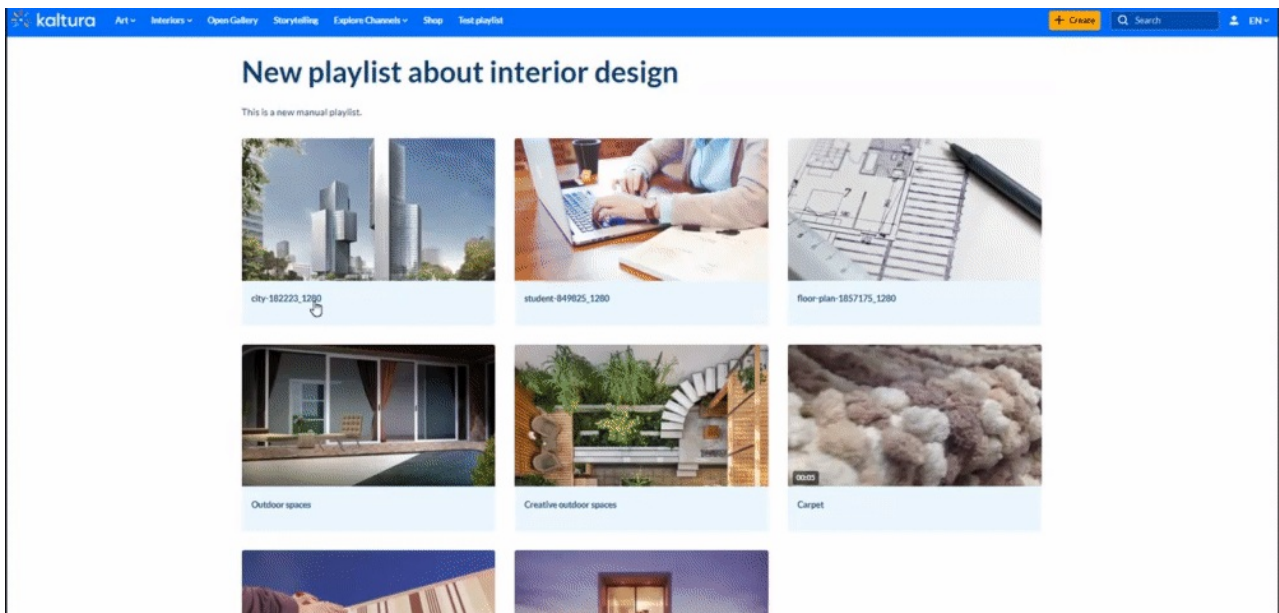 kaltura Art Interiors Open Gallery Storytelling Explore Channels Shop Test playlist + Create Search EN
New playlist about interior design
This is a new manual playlist.
city-182223_1280 student-849825_1280 floor-plan-1857175_1280
00:05
Outdoor spaces Creative outdoor spaces Carpet